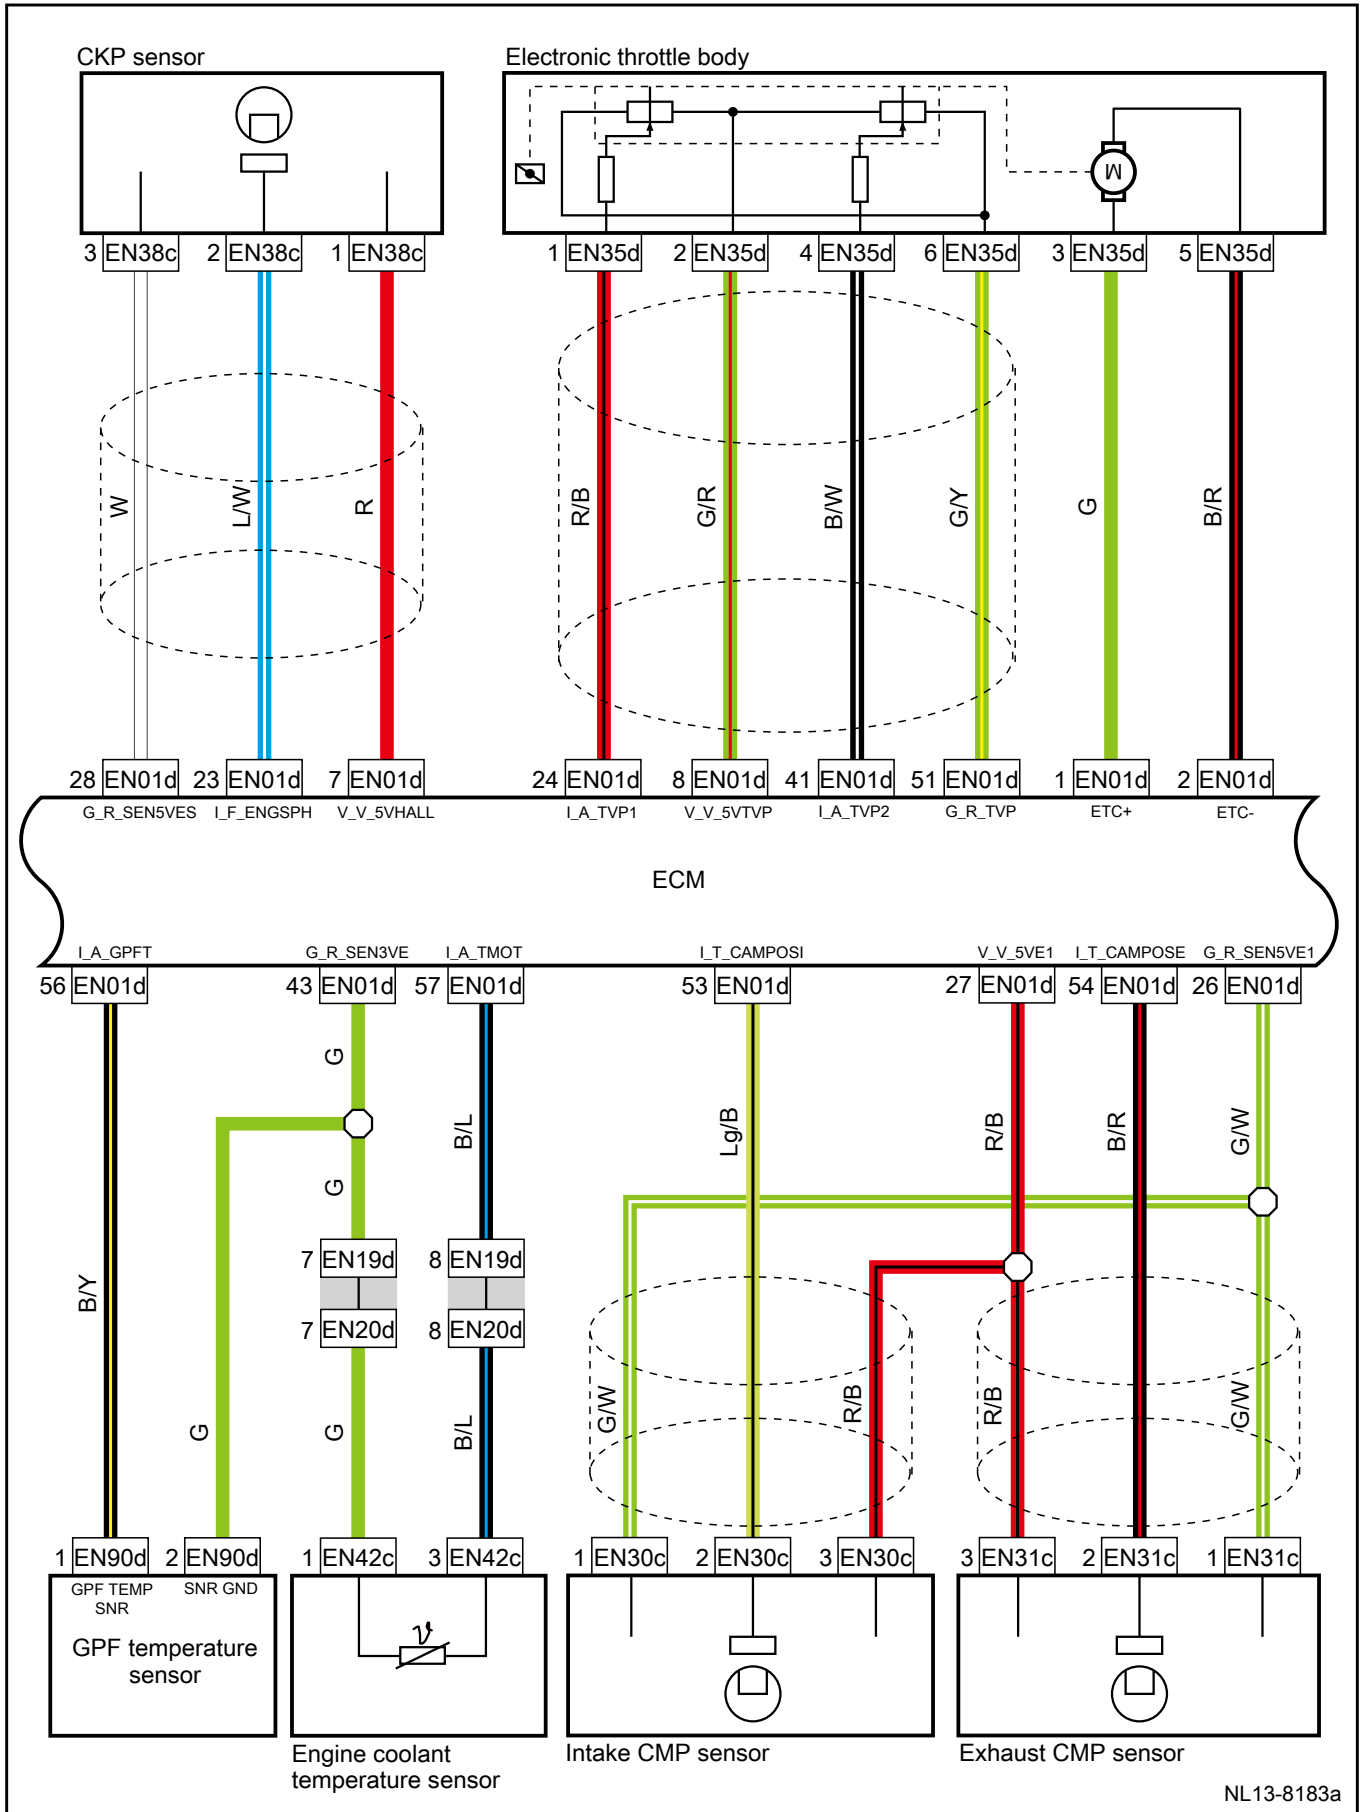 CKP sensor
Electronic throttle body
M
3 EN38c 2 EN38c 1 EN38c 1 EN35d 2 EN35d 4 EN35d 6 EN35d 3 EN35d 5 EN35d
W L/W R R/B G/R B/W G/Y G B/R
28 EN01d 23 EN01d 7 EN01d 24 EN01d 8 EN01d 41 EN01d 51 EN01d 1 EN01d 2 EN01d
G_R_SEN5VES I_F_ENGSPH V_V_5VHALL I_A_TVP1 V_V_5VTVP I_A_TVP2 G_R_TVP ETC+ ETC-
ECM
I_A_GPFT G_R_SEN3VE I_A_TMOT I_T_CAMPOSI V_V_5VE1 I_T_CAMPOSE G_R_SEN5VE1
56 EN01d 43 EN01d 57 EN01d 53 EN01d 27 EN01d 54 EN01d 26 EN01d
G
B/L Lg/B R/B B/R G/W
G
7 EN19d 8 EN19d
B/Y
7 EN20d 8 EN20d
G G B/L G/W R/B R/B G/W
1 EN90d 2 EN90d 1 EN42c 3 EN42c 1 EN30c 2 EN30c 3 EN30c 3 EN31c 2 EN31c 1 EN31c
GPF TEMP
SNR
SNR GND
GPF temperature
sensor
Engine coolant
temperature sensor
Intake CMP sensor
Exhaust CMP sensor
NL13-8183a